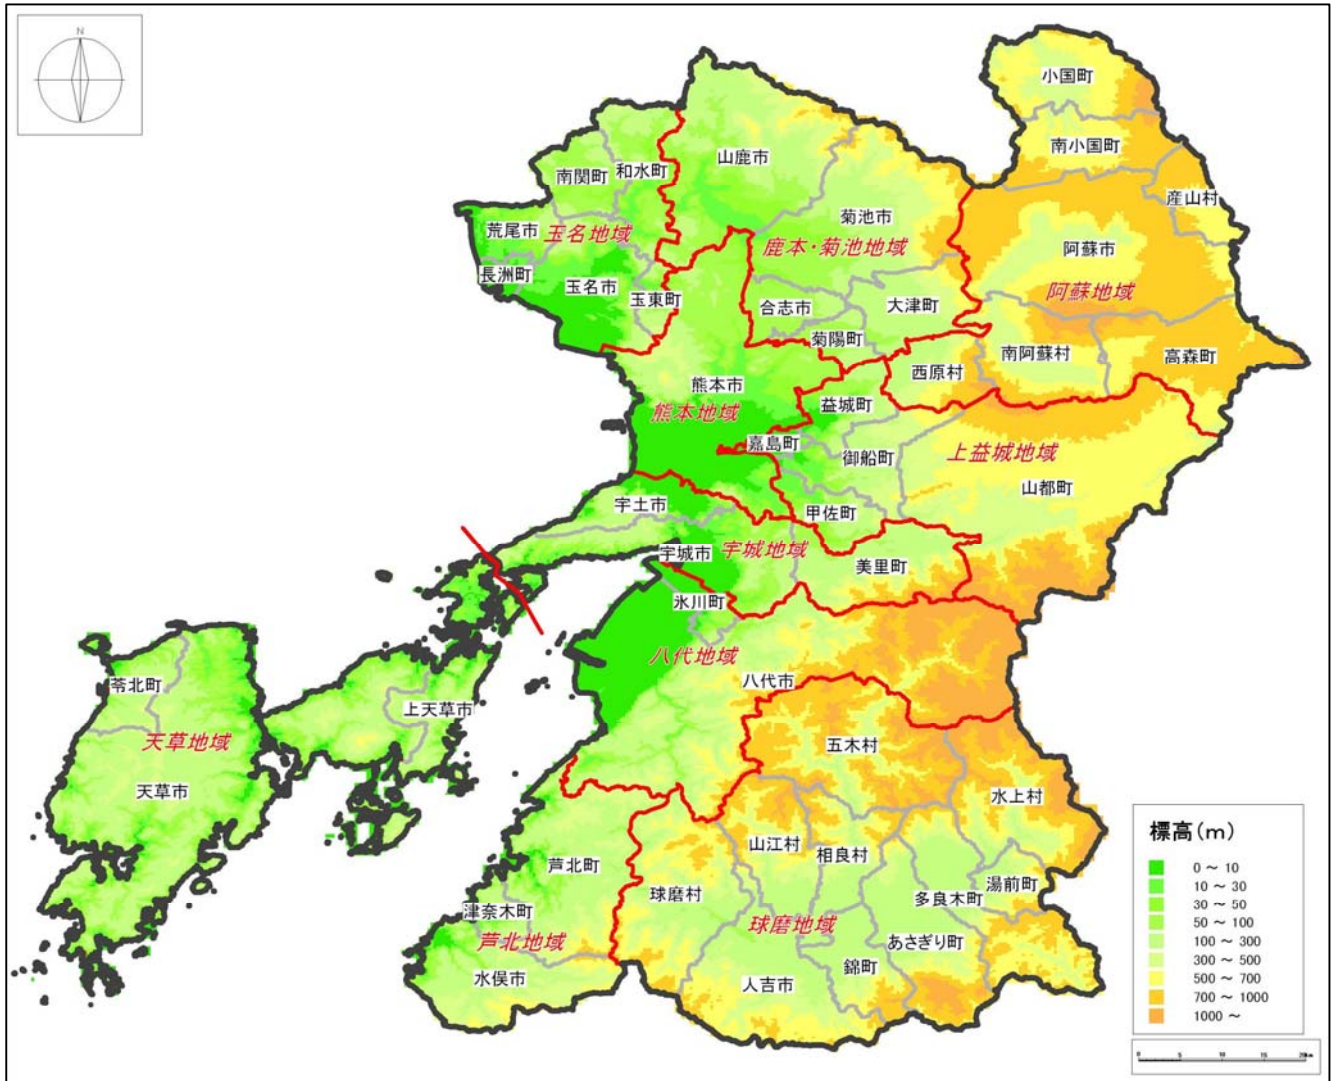 N
小国町
南小国町
産山村
山鹿市
和水町
南関町
菊池市
荒尾市
玉名地域
鹿本・菊池地域
阿蘇市
長洲町
玉名市
玉東町
合志市
大津町
阿蘇地域
菊陽町
南阿蘇村
高森町
西原村
熊本市
熊本地域
益城町
嘉島町
御船町
上益城地域
山都町
宇土市
甲佐町
宇城市
宇城地域
美里町
氷川町
八代地域
八代市
苓北町
上天草市
天草地域
天草市
五木村
水上村
山江村
相良村
芦北町
球磨村
湯前町
多良木町
津奈木町
芦北地域
球磨地域
あさぎり町
水俣市
人吉市
錦町
標高(m)
0 ～ 10
10 ～ 30
30 ～ 50
50 ～ 100
100 ～ 300
300 ～ 500
500 ～ 700
700 ～ 1000
1000 ～
0 5 10 15 20km